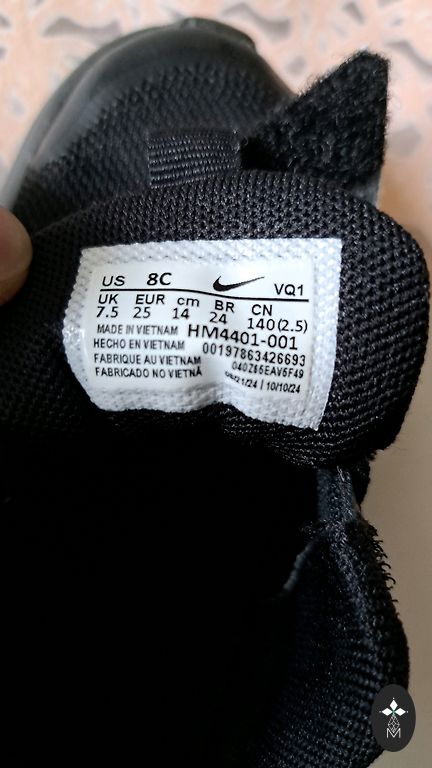 US 8C VQ1
UK EUR cm BR CN
7.5 25 14 24 140(2.5)
MADE IN VIETNAM HM4401-001
HECHO EN VIETNAM 00197863426693
FABRIQUE AU VIETNAM
FABRICADO NO VIETNÃ 10/10/24
M